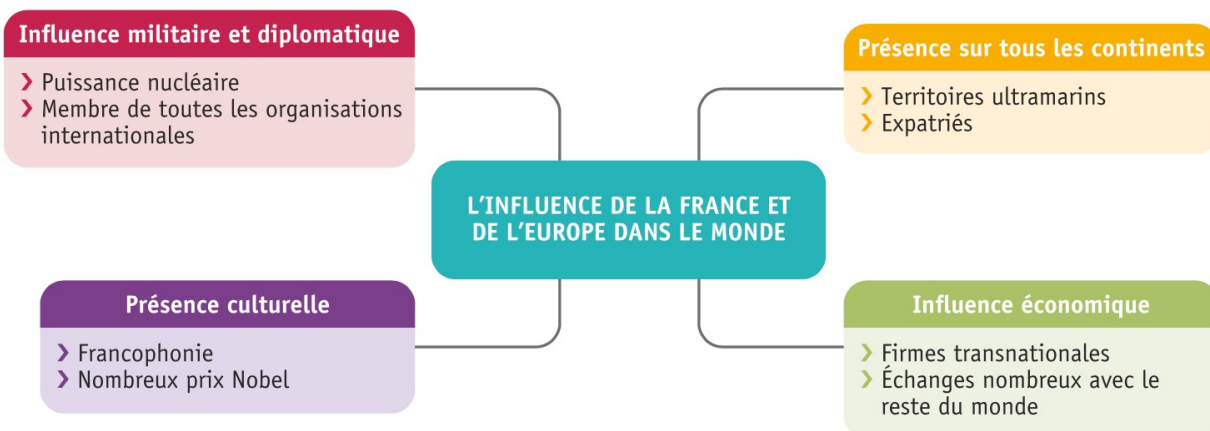 Influence militaire et diplomatique
❯ Puissance nucléaire
❯ Membre de toutes les organisations
internationales
Présence sur tous les continents
❯ Territoires ultramarins
❯ Expatriés
L'INFLUENCE DE LA FRANCE ET
DE L'EUROPE DANS LE MONDE
Présence culturelle
❯ Francophonie
❯ Nombreux prix Nobel
Influence économique
❯ Firmes transnationales
❯ Échanges nombreux avec le
reste du monde